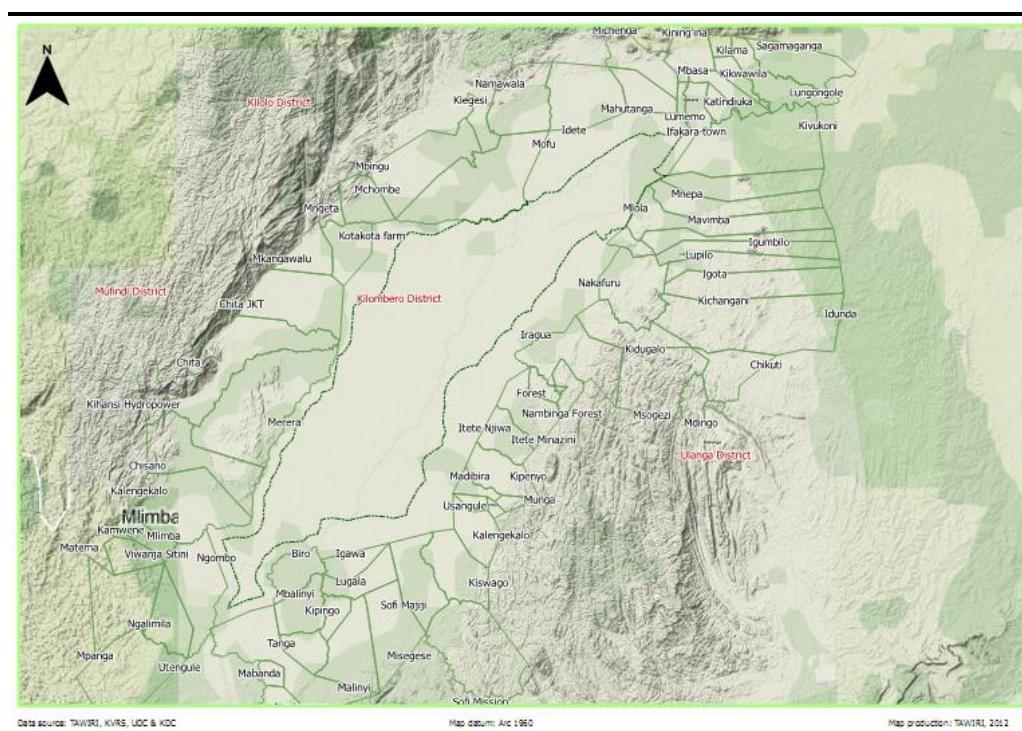 Michenga
Kining'ina
Kilama
Sagamaganga
N
Mbasa
Kikwawila
Namawala
Lungongole
Kilolo District
Kiegesi
Mahutanga
Katindiuka
Lumemo
Kivukoni
Idete
Ifakara town
Mofu
Mbingu
Mchombe
Mnepa
Mngeta
Mlola
Mavimba
Kotakota farm
Igumbilo
Mkangawalu
Lupilo
Igota
Mufindi District
Nakafuru
Chita JKT
Kilombero District
Kichangani
Idunda
Iragua
Kidugalo
Chita
Chikuti
Forest
Kihansi Hydropower
Nambinga Forest
Msogezi
Merera
Mdingo
Itete Njiwa
Itete Minazini
Ulanga District
Chisano
Madibira
Kipenyo
Kalengekalo
Munga
Usangule
Mlimba
Kamwene
Mlimba
Kalengekalo
Matema
Viwanja Sitini
Ngombo
Biro
Igawa
Lugala
Kiswago
Mbalinyi
Kipingo
Sofi Majiji
Ngalimila
Tanga
Mpanga
Misegese
Utengule
Mabanda
Malinyi
Sofi Mission
Data source: TAWIRI, KVRS, UDC & KDC
Map datum: Arc 1960
Map production: TAWIRI, 2012